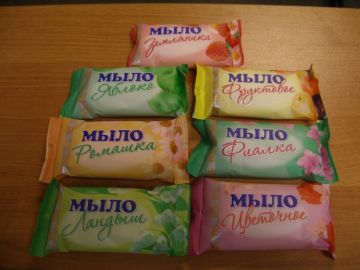 МЫЛО
Земляника
МЫЛО
Яблоко
МЫЛО
Фруктовое
МЫЛО
Ромашка
МЫЛО
Фиалка
МЫЛО
Ландыш
МЫЛО
Цветочное